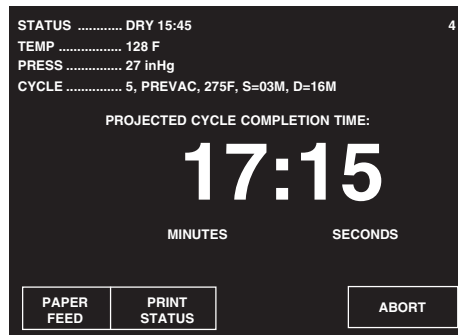 STATUS ............ DRY 15:45 4
TEMP ................. 128 F
PRESS ............... 27 inHg
CYCLE ............... 5, PREVAC, 275F, S=03M, D=16M
PROJECTED CYCLE COMPLETION TIME:
17:15
MINUTES SECONDS
PAPER FEED PRINT STATUS ABORT